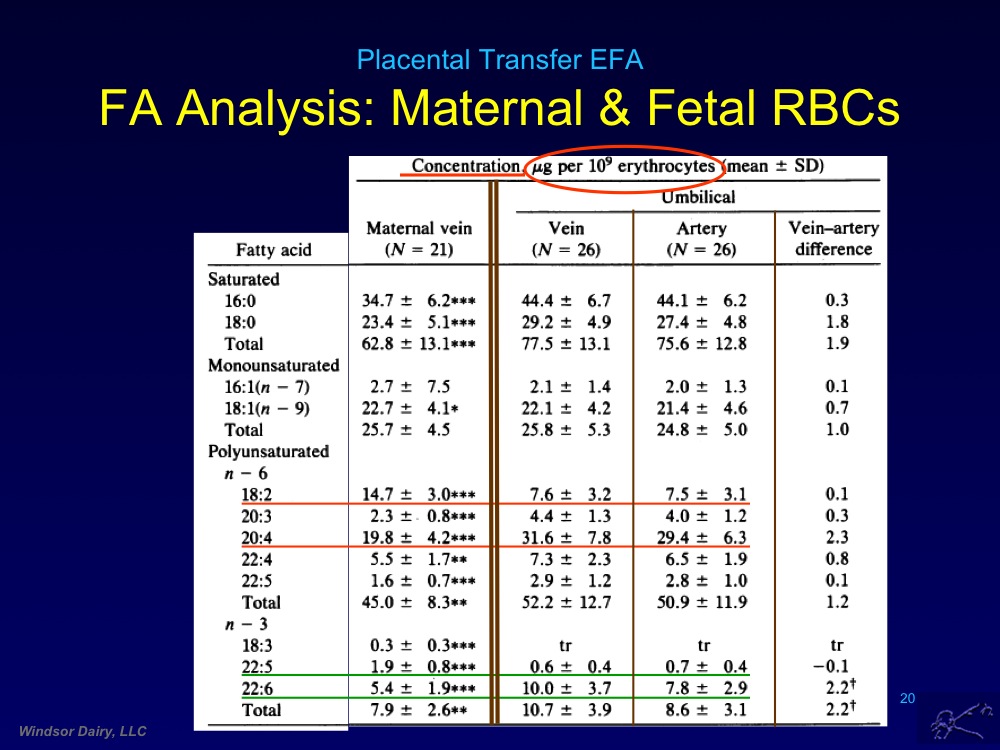 Placental Transfer EFA
FA Analysis: Maternal & Fetal RBCs
Concentration, μg per 10⁹ erythrocytes (mean ± SD)
Umbilical
Fatty acid Maternal vein (N = 21) Vein (N = 26) Artery (N = 26) Vein–artery difference
Saturated
16:0 34.7 ± 6.2*** 44.4 ± 6.7 44.1 ± 6.2 0.3
18:0 23.4 ± 5.1*** 29.2 ± 4.9 27.4 ± 4.8 1.8
Total 62.8 ± 13.1*** 77.5 ± 13.1 75.6 ± 12.8 1.9
Monounsaturated
16:1(n − 7) 2.7 ± 7.5 2.1 ± 1.4 2.0 ± 1.3 0.1
18:1(n − 9) 22.7 ± 4.1* 22.1 ± 4.2 21.4 ± 4.6 0.7
Total 25.7 ± 4.5 25.8 ± 5.3 24.8 ± 5.0 1.0
Polyunsaturated
n − 6
18:2 14.7 ± 3.0*** 7.6 ± 3.2 7.5 ± 3.1 0.1
20:3 2.3 ± 0.8*** 4.4 ± 1.3 4.0 ± 1.2 0.3
20:4 19.8 ± 4.2*** 31.6 ± 7.8 29.4 ± 6.3 2.3
22:4 5.5 ± 1.7** 7.3 ± 2.3 6.5 ± 1.9 0.8
22:5 1.6 ± 0.7*** 2.9 ± 1.2 2.8 ± 1.0 0.1
Total 45.0 ± 8.3** 52.2 ± 12.7 50.9 ± 11.9 1.2
n − 3
18:3 0.3 ± 0.3*** tr tr tr
22:5 1.9 ± 0.8*** 0.6 ± 0.4 0.7 ± 0.4 −0.1
22:6 5.4 ± 1.9*** 10.0 ± 3.7 7.8 ± 2.9 2.2†
Total 7.9 ± 2.6** 10.7 ± 3.9 8.6 ± 3.1 2.2†
20
Windsor Dairy, LLC